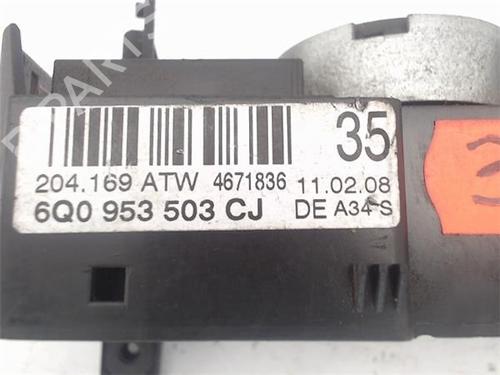 35
204.169 ATW 4671836 11.02.08
6Q0 953 503 CJ DE A34 S